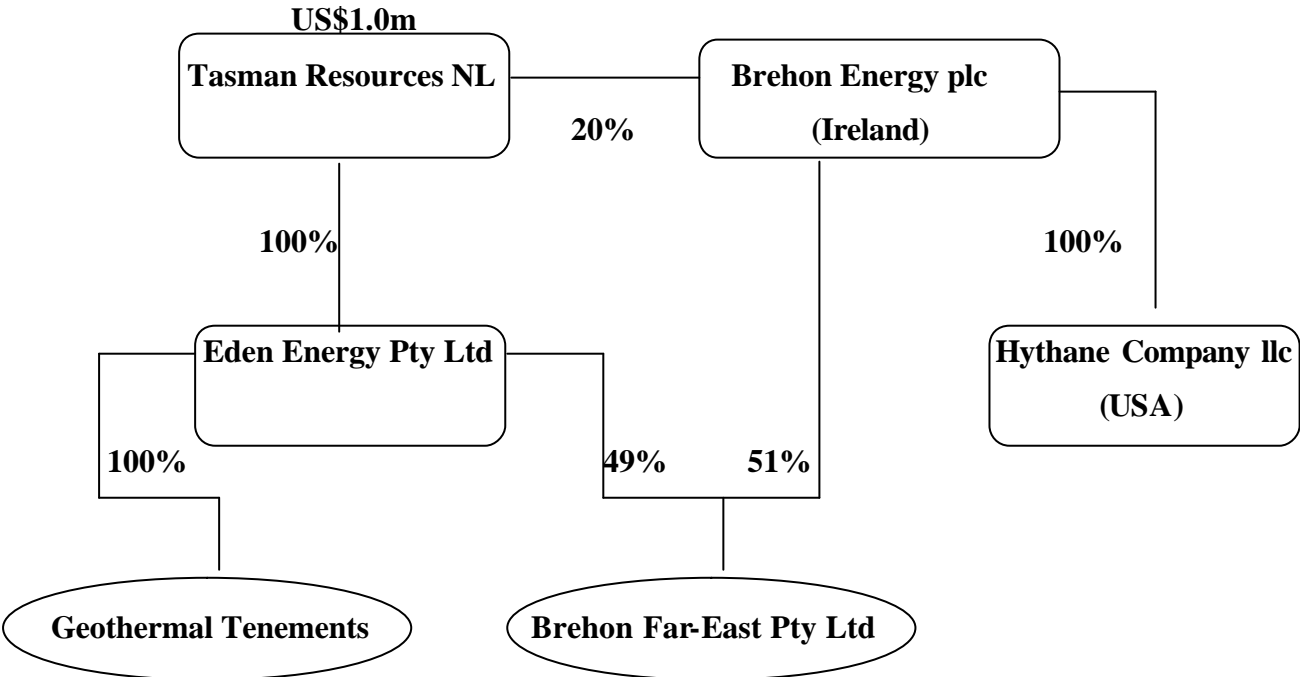 US$1.0m
Tasman Resources NL
Brehon Energy plc
(Ireland)
20%
100%
100%
Eden Energy Pty Ltd
Hythane Company llc
(USA)
100%
49%
51%
Geothermal Tenements
Brehon Far-East Pty Ltd